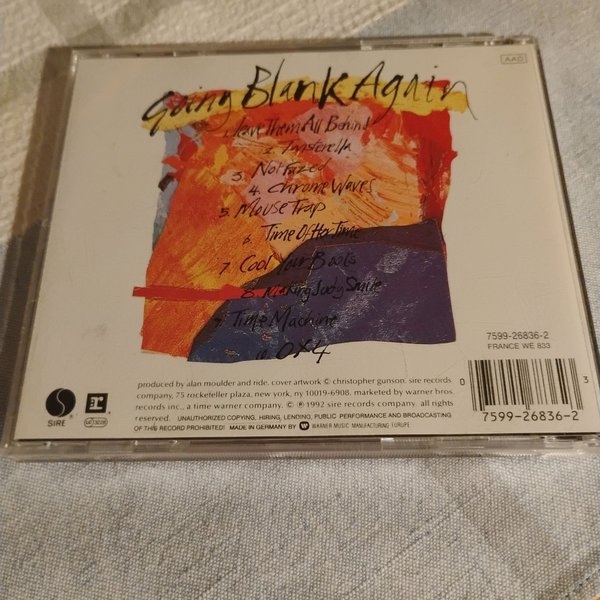 AAD
Going Blank Again
1. Leave Them All Behind
2. Twisterella
3. Not Fazed
4. Chrome Waves
5. Mouse Trap
6. Time Of Her Time
7 Cool Your Boots
8. Making Judy Smile
9. Time Machine
10. OX4
7599-26836-2
FRANCE WE 833
produced by alan moulder and ride. cover artwork © christopher gunson. sire records
company, 75 rockefeller plaza, new york, ny 10019-6908. marketed by warner bros.
records inc., a time warner company. © ℗ 1992 sire records company. all rights
reserved. UNAUTHORIZED COPYING, HIRING, LENDING, PUBLIC PERFORMANCE AND BROADCASTING
OF THIS RECORD PROHIBITED! MADE IN GERMANY BY WARNER MUSIC MANUFACTURING EUROPE
S
SIRE
r
0
3
7599-26836-2